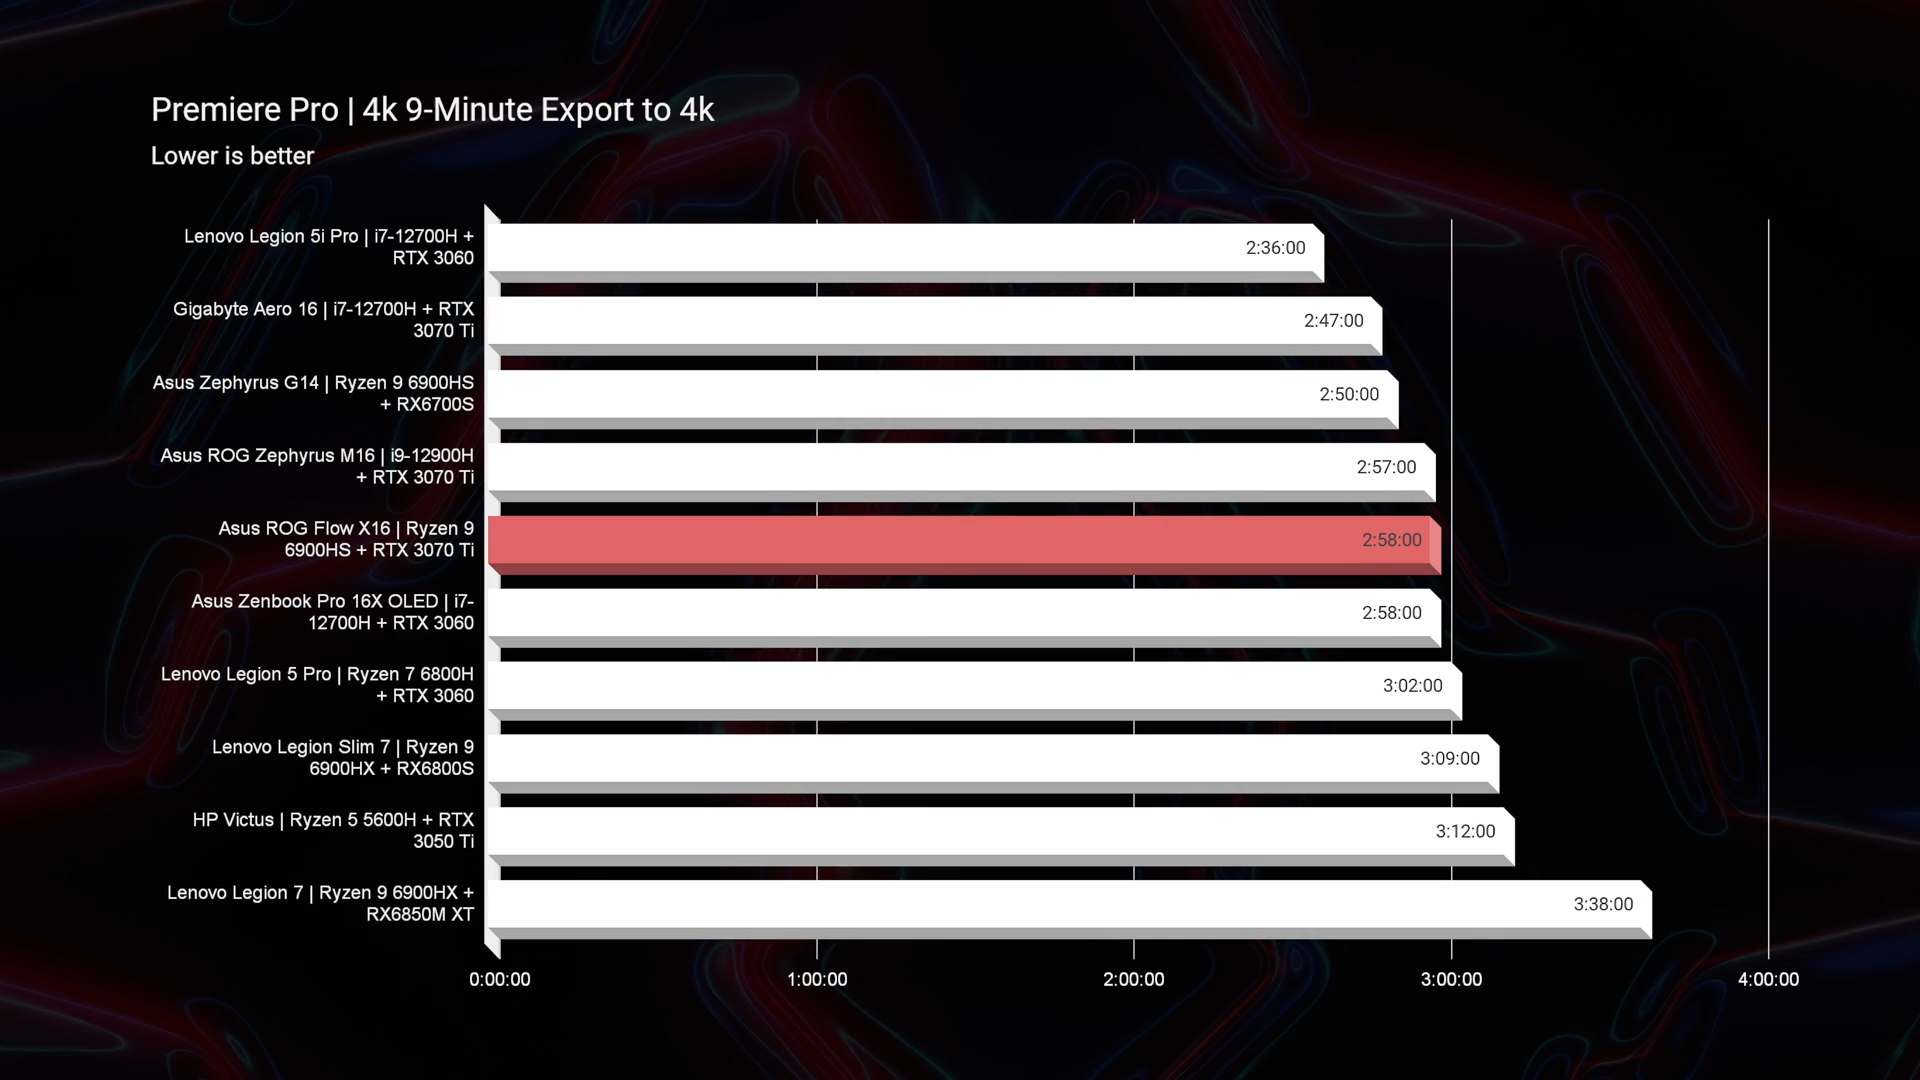 Premiere Pro | 4k 9-Minute Export to 4k
Lower is better
Lenovo Legion 5i Pro | i7-12700H +
RTX 3060
2:36:00
Gigabyte Aero 16 | i7-12700H + RTX
3070 Ti
2:47:00
Asus Zephyrus G14 | Ryzen 9 6900HS
+ RX6700S
2:50:00
Asus ROG Zephyrus M16 | i9-12900H
+ RTX 3070 Ti
2:57:00
Asus ROG Flow X16 | Ryzen 9
6900HS + RTX 3070 Ti
2:58:00
Asus Zenbook Pro 16X OLED | i7-
12700H + RTX 3060
2:58:00
Lenovo Legion 5 Pro | Ryzen 7 6800H
+ RTX 3060
3:02:00
Lenovo Legion Slim 7 | Ryzen 9
6900HX + RX6800S
3:09:00
HP Victus | Ryzen 5 5600H + RTX
3050 Ti
3:12:00
Lenovo Legion 7 | Ryzen 9 6900HX +
RX6850M XT
3:38:00
0:00:00
1:00:00
2:00:00
3:00:00
4:00:00